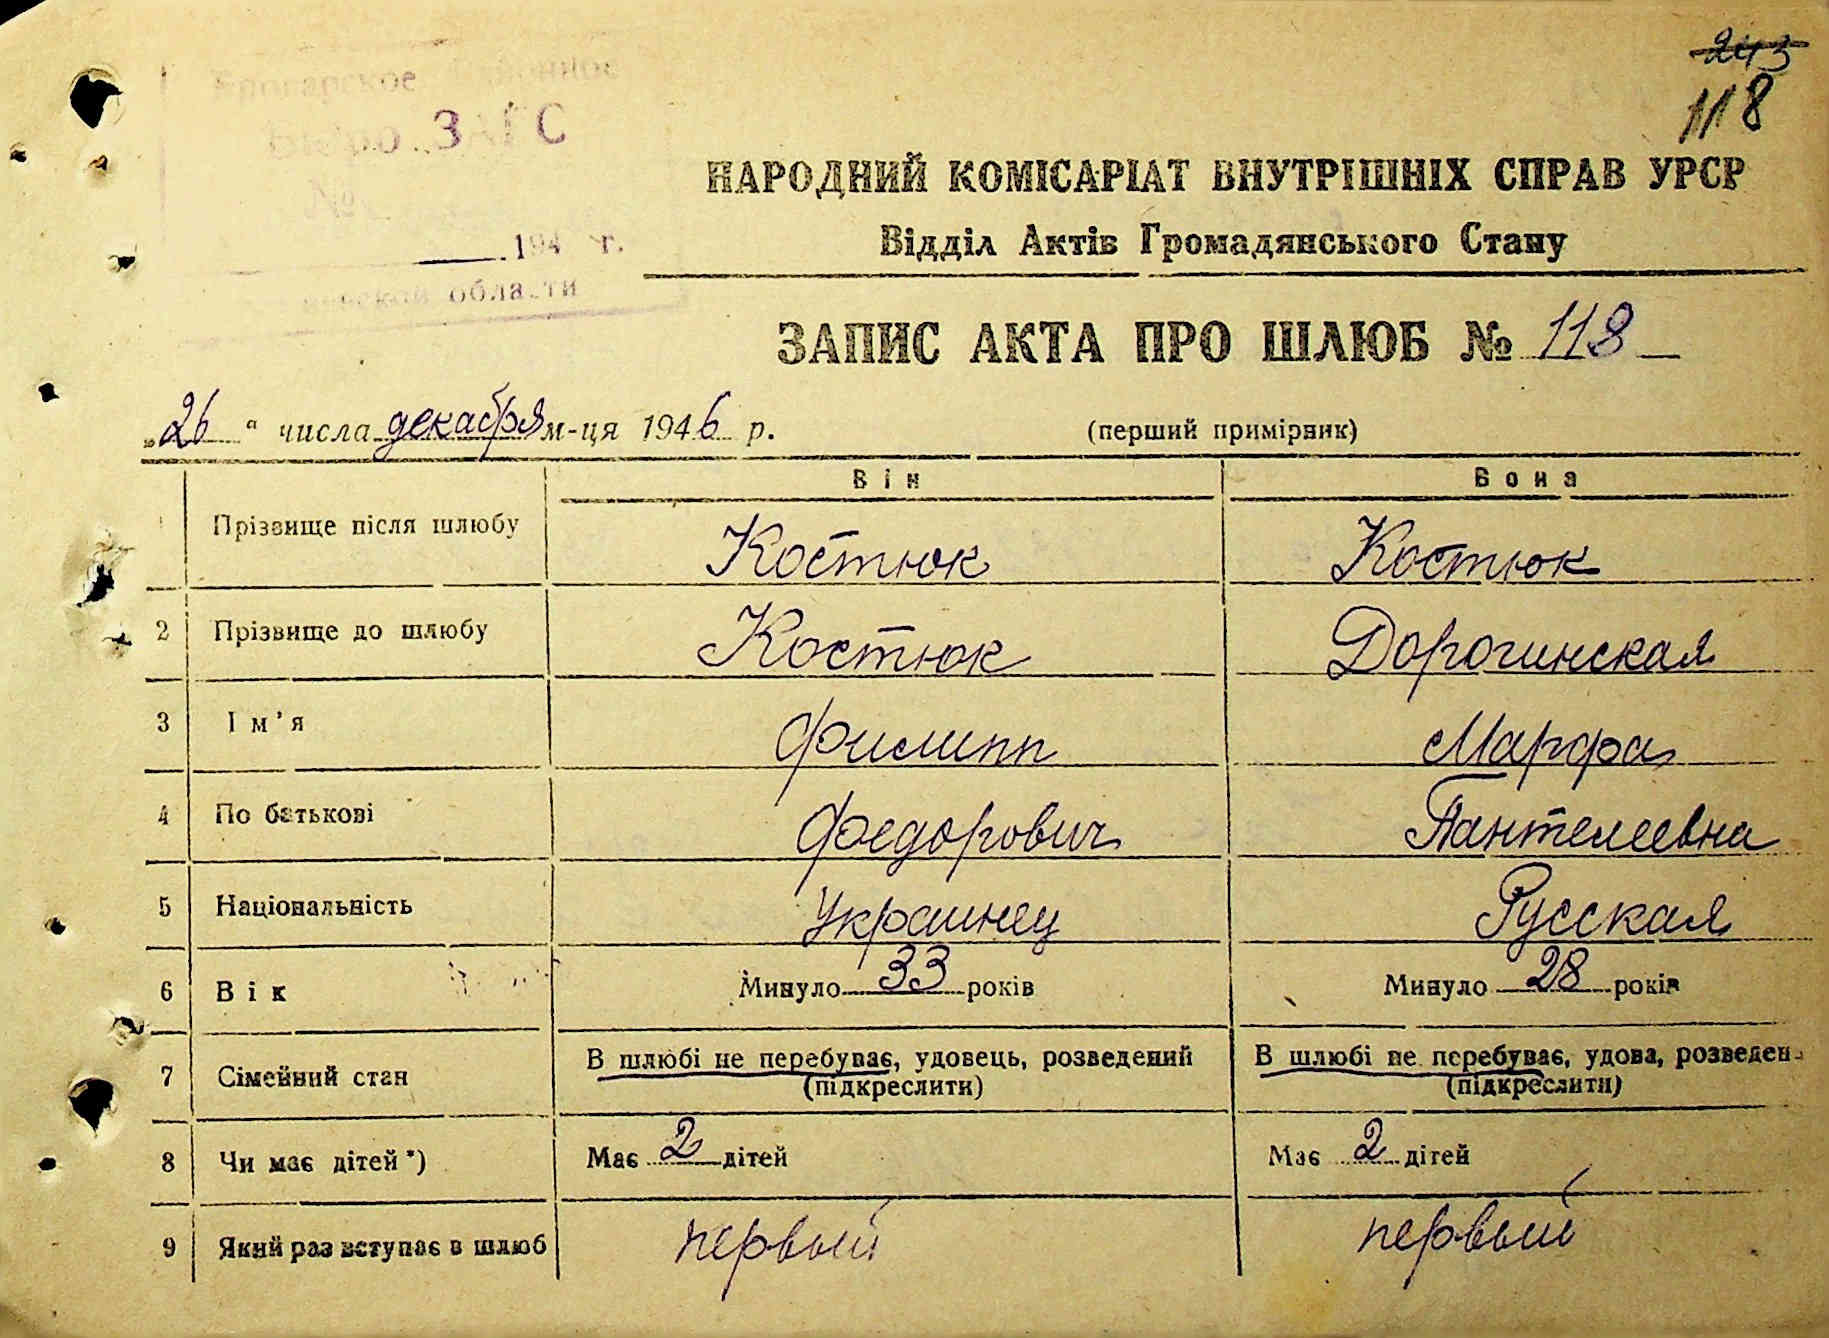 243
118
Броварское Районное
Бюро ЗАГС
№
194 г.
области
НАРОДНИЙ КОМІСАРІАТ ВНУТРІШНІХ СПРАВ УРСР
Відділ Актів Громадянського Стану
ЗАПИС АКТА ПРО ШЛЮБ № 118
„26“ числа декабря м-ця 1946 р. (перший примірник)
Він Вона
Прізвище після шлюбу Костюк Костюк
2 Прізвище до шлюбу Костюк Дорогинская
3 Ім'я Филипп Марфа
4 По батькові Федорович Пантелеевна
5 Національність Украинец Русская
6 Вік Минуло 33 років Минуло 28 років
7 Сімейний стан В шлюбі не перебуває, удовець, розведений (підкреслити) В шлюбі не перебуває, удова, розведен (підкреслити)
8 Чи має дітей*) Має 2 дітей Має 2 дітей
9 Який раз вступає в шлюб первый первый